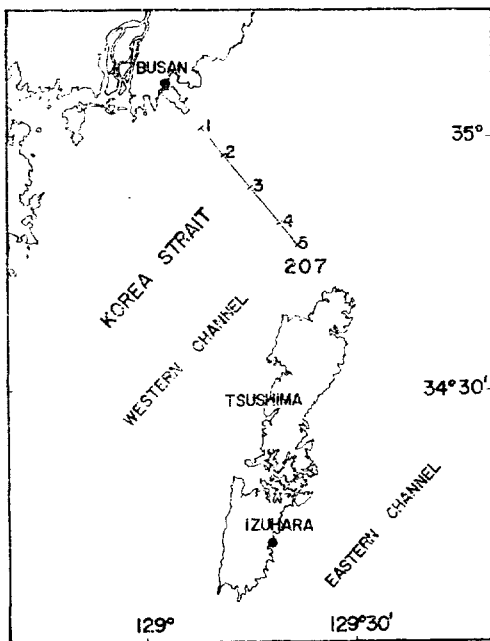 BUSAN
1
35°
2
3
4
5
207
KOREA STRAIT
WESTERN CHANNEL
34°30'
TSUSHIMA
IZUHARA
EASTERN CHANNEL
129°
129°30'